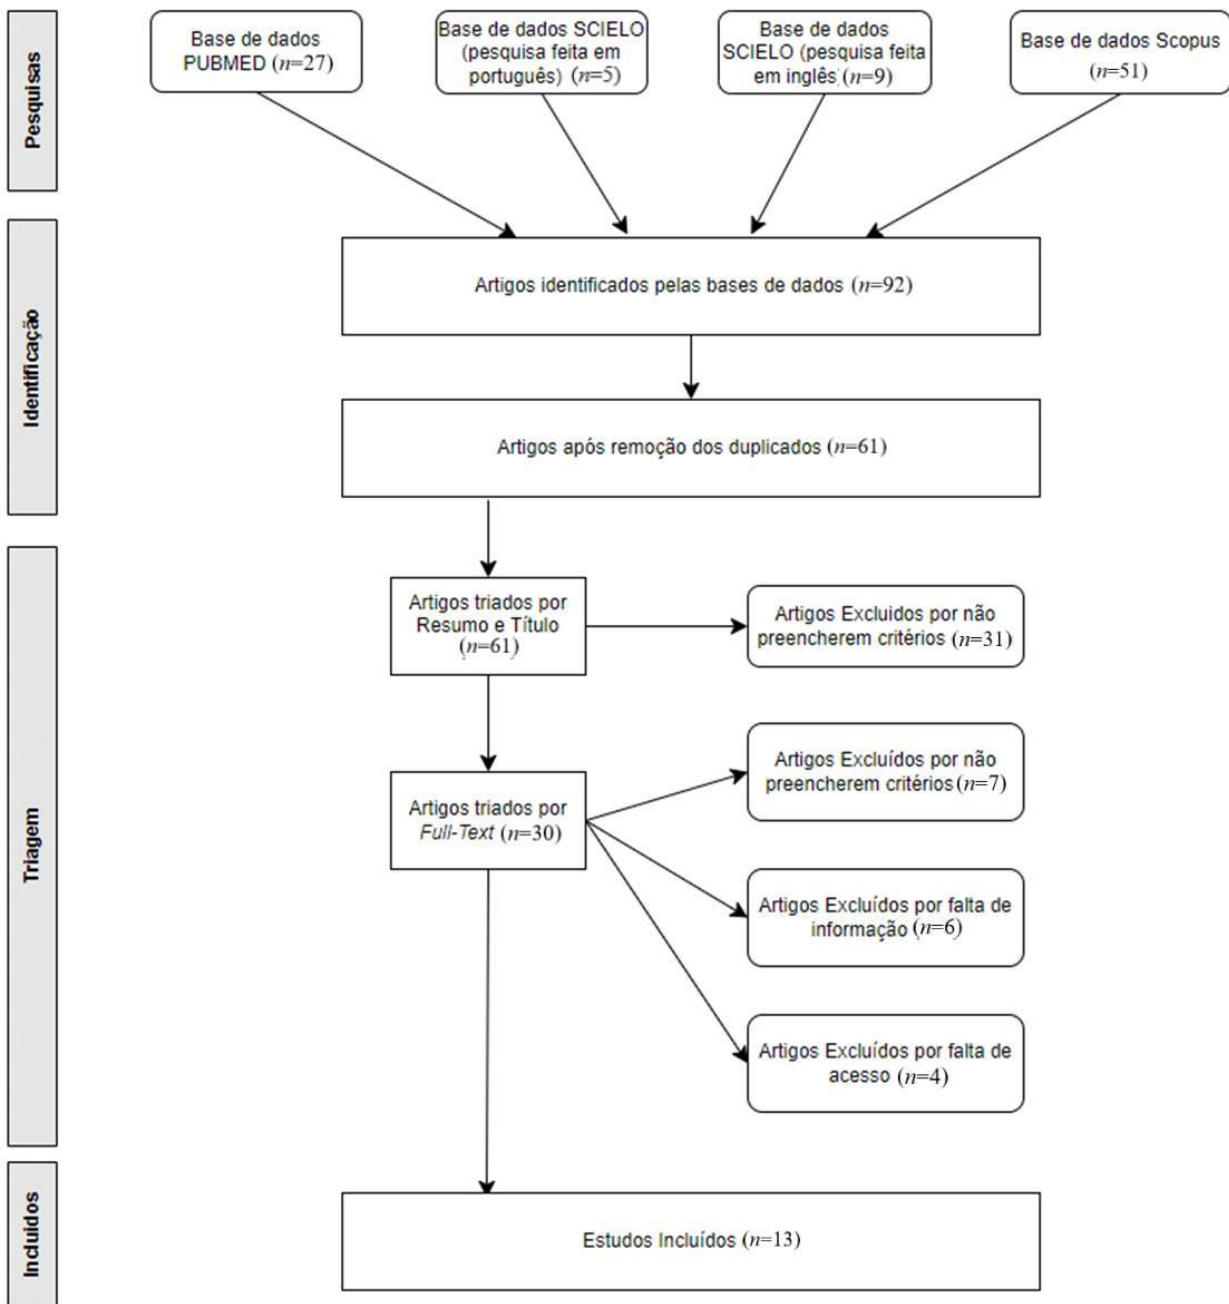 Pesquisas
Base de dados
PUBMED (n=27)
Base de dados SCIELO
(pesquisa feita em
português) (n=5)
Base de dados
SCIELO (pesquisa feita
em inglês (n=9)
Base de dados Scopus
(n=51)
Identificação
Artigos identificados pelas bases de dados (n=92)
Artigos após remoção dos duplicados (n=61)
Triagem
Artigos triados por
Resumo e Título
(n=61)
Artigos Excluidos por não
preencherem critérios (n=31)
Artigos triados por
Full-Text (n=30)
Artigos Excluídos por não
preencherem critérios (n=7)
Artigos Excluídos por falta de
informação (n=6)
Artigos Excluídos por falta de
acesso (n=4)
Incluidos
Estudos Incluídos (n=13)